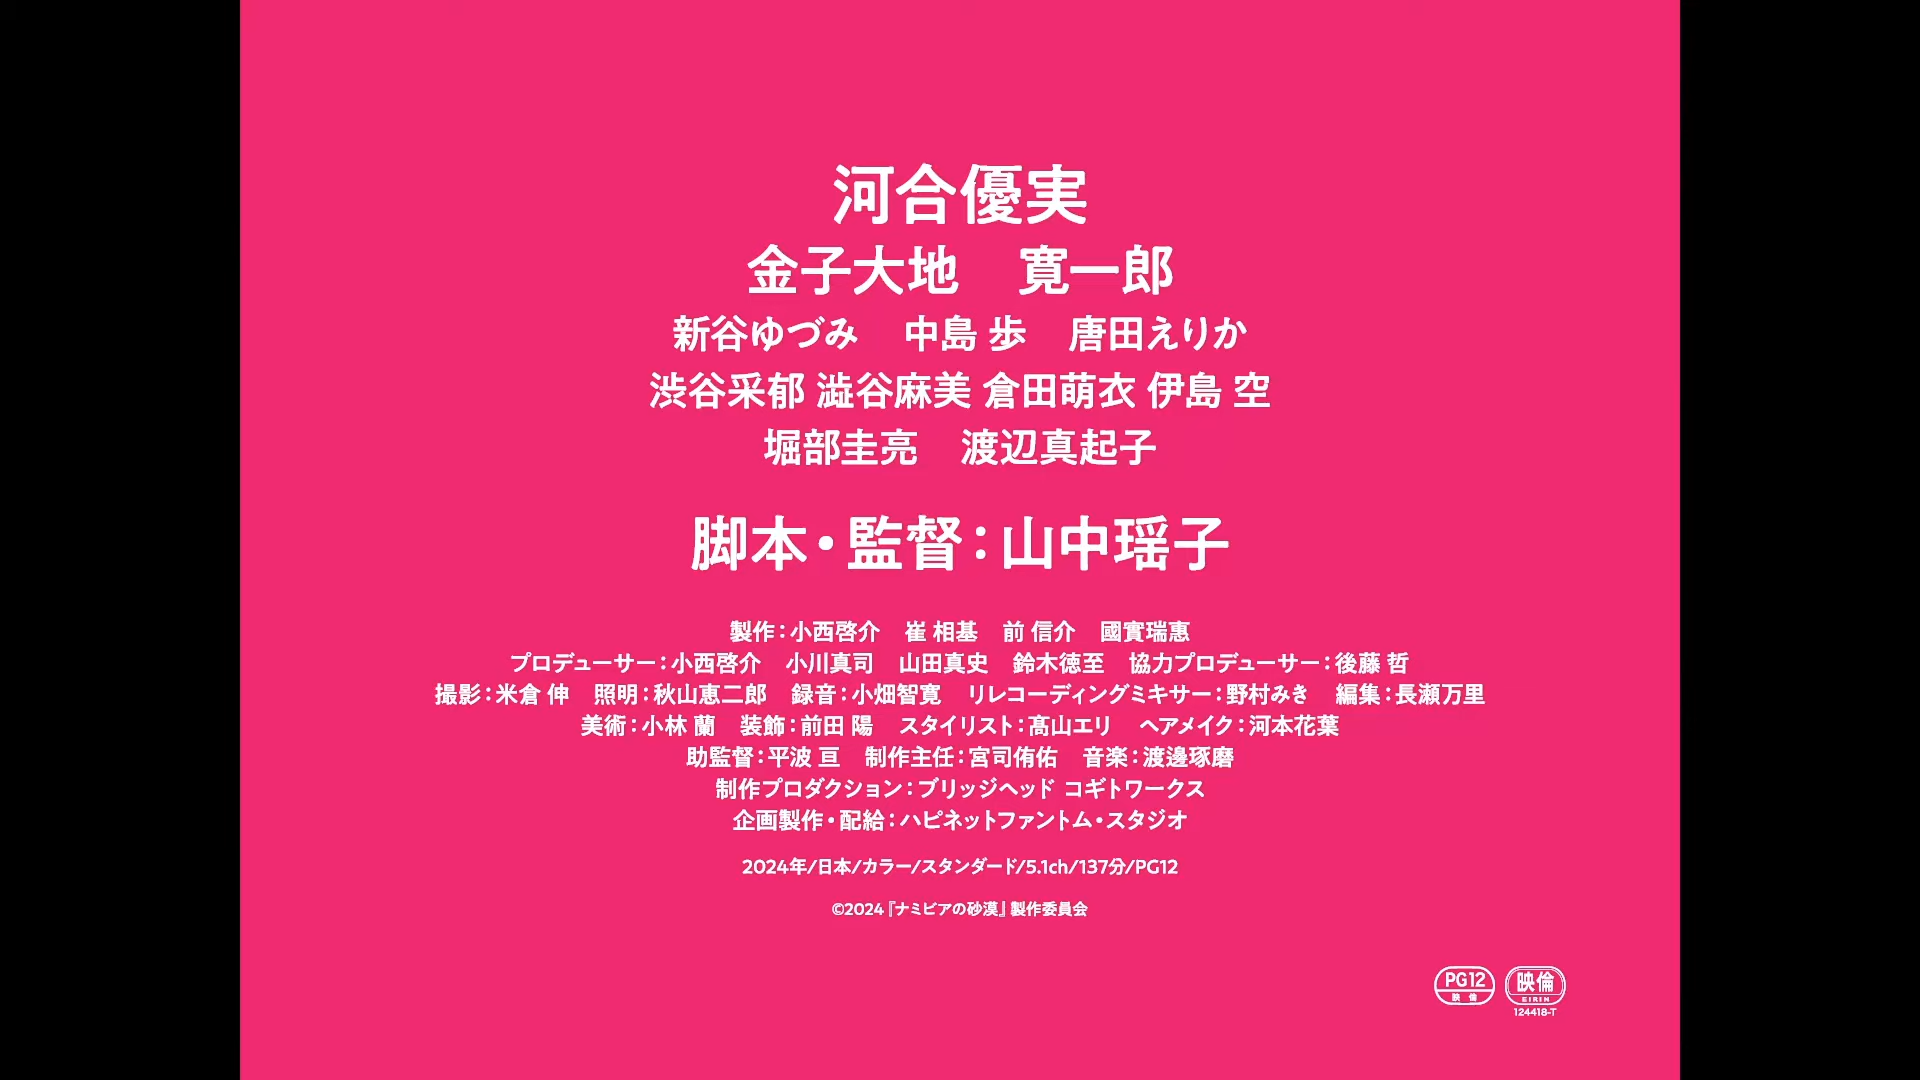 河合優実
金子大地　寛一郎
新谷ゆづみ　中島 歩　唐田えりか
渋谷采郁 澁谷麻美 倉田萌衣 伊島 空
堀部圭亮　渡辺真起子
脚本・監督：山中瑶子
製作：小西啓介　崔 相基　前 信介　國實瑞惠
プロデューサー：小西啓介　小川真司　山田真史　鈴木徳至　協力プロデューサー：後藤 哲
撮影：米倉 伸　照明：秋山恵二郎　録音：小畑智寛　リレコーディングミキサー：野村みき　編集：長瀬万里
美術：小林 蘭　装飾：前田 陽　スタイリスト：髙山エリ　ヘアメイク：河本花葉
助監督：平波 亘　制作主任：宮司侑佑　音楽：渡邊琢磨
制作プロダクション：ブリッジヘッド コギトワークス
企画製作・配給：ハピネットファントム・スタジオ
2024年/日本/カラー/スタンダード/5.1ch/137分/PG12
©2024『ナミビアの砂漠』製作委員会
PG12 映倫
映倫 EIRIN
124418-T